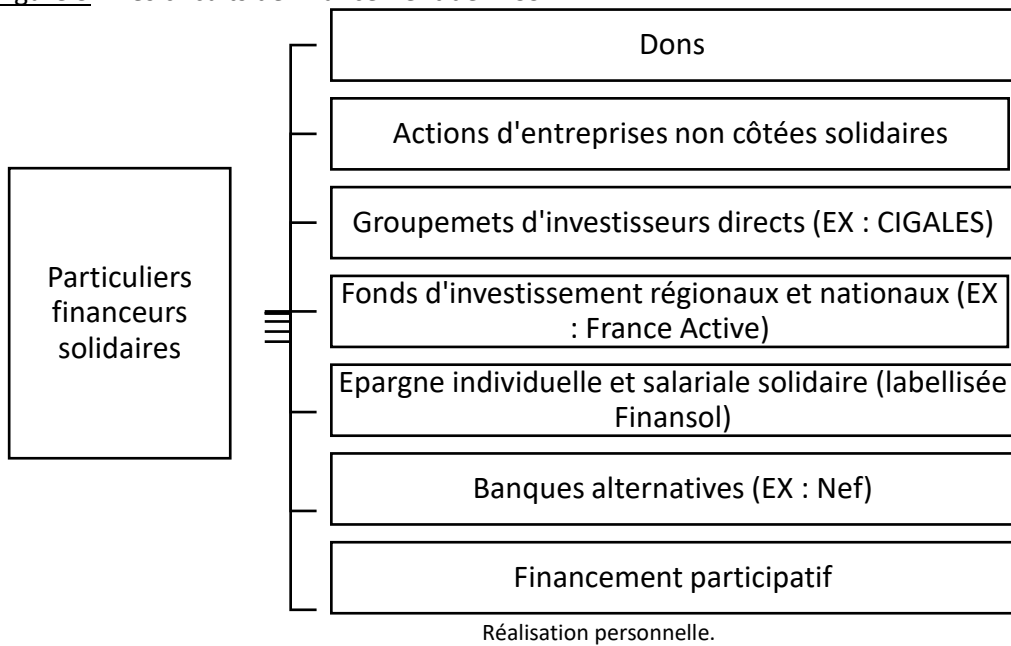 Dons
Actions d'entreprises non côtées solidaires
Groupemets d'investisseurs directs (EX : CIGALES)
Particuliers
financeurs
solidaires
Fonds d'investissement régionaux et nationaux (EX
: France Active)
Epargne individuelle et salariale solidaire (labellisée
Finansol)
Banques alternatives (EX : Nef)
Financement participatif
Réalisation personnelle.